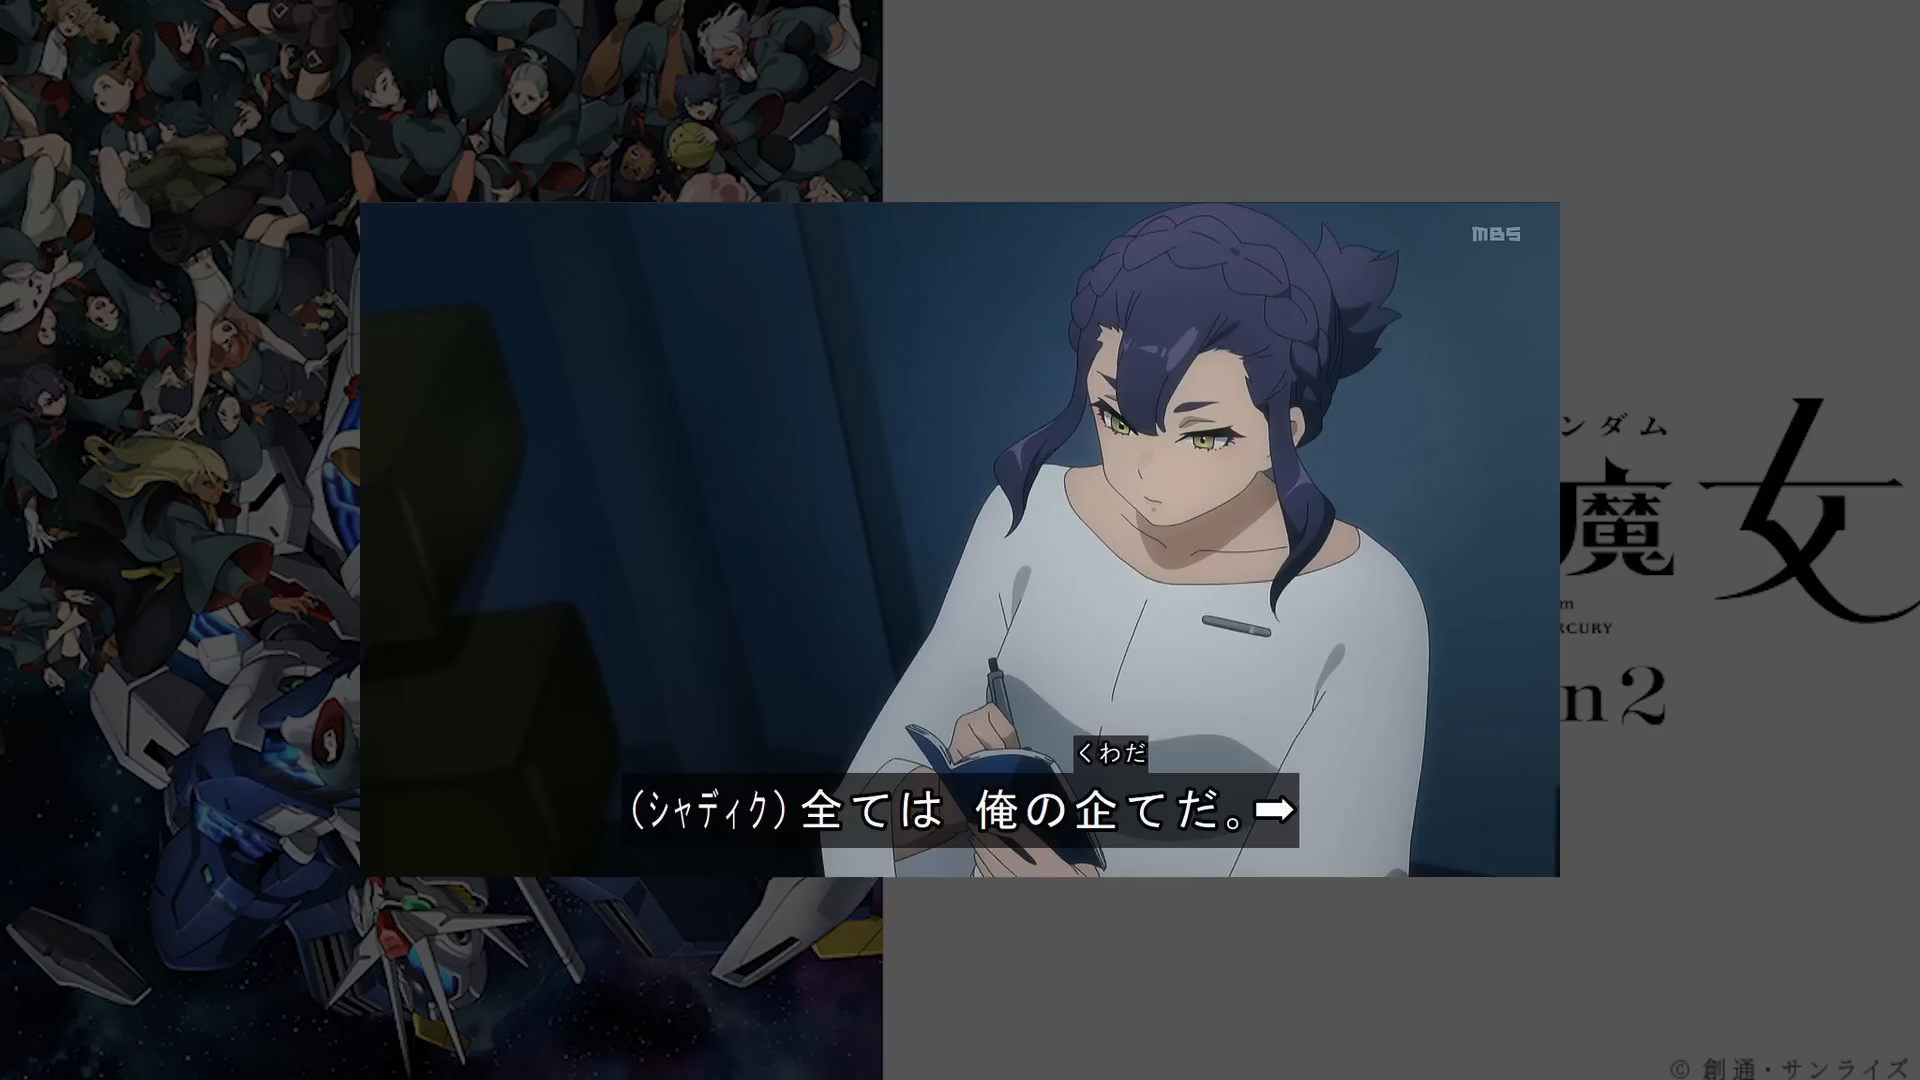 MBS
ンダム
魔女
m
RCURY
n2
くわだ
(シャディク)全ては 俺の企てだ。➡
© 創通・サンライズ